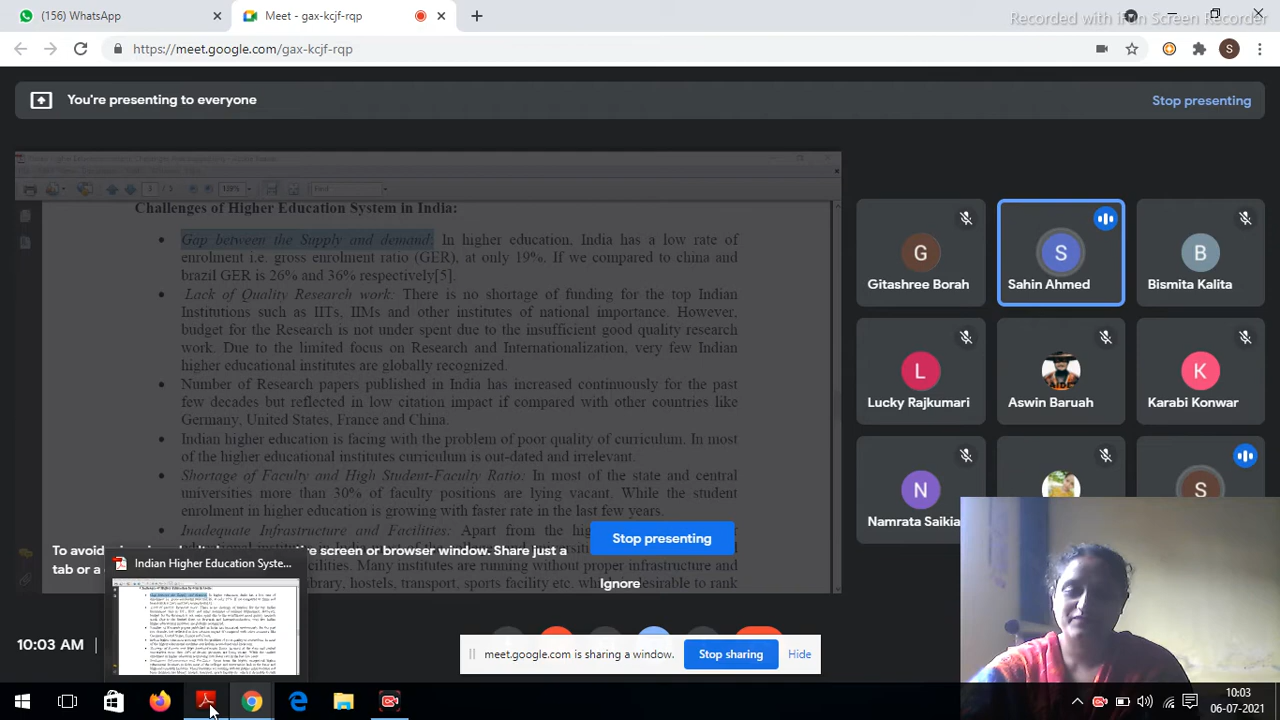 (156) WhatsApp
Meet - gax-kcjf-rqp
Recorded with iFun Screen Recorder
https://meet.google.com/gax-kcjf-rqp
S
You're presenting to everyone
Stop presenting
Challenges of Higher Education System in India:
• Gap between the Supply and demand: In higher education, India has a low rate of
enrolment i.e. gross enrolment ratio (GER), at only 19%. If we compared to china and
brazil GER is 26% and 36% respectively[5].
• Lack of Quality Research work: There is no shortage of funding for the top Indian
Institutions such as IITs, IIMs and other institutes of national importance. However,
budget for the Research is not under spent due to the insufficient good quality research
work. Due to the limited focus on Research and Internationalization, very few Indian
higher educational institutes are globally recognized.
• Number of Research papers published in India has increased continuously for the past
few decades but reflected in low citation impact if compared with other countries like
Germany, United States, France and China.
• Indian higher education is facing with the problem of poor quality of curriculum. In most
of the higher educational institutes curriculum is out-dated and irrelevant.
• Shortage of Faculty and High Student-Faculty Ratio: In most of the state and central
universities more than 30% of faculty positions are lying vacant. While the student
enrolment in higher education is growing with faster rate in the last few years.
• Inadequate Infrastructure and Facilities: Apart from the
facilities. Many institutes are running without proper infrastructure and
library, hostels, transport, sports facility
desirable to rank
G
Gitashree Borah
S
Sahin Ahmed
B
Bismita Kalita
L
Lucky Rajkumari
Aswin Baruah
K
Karabi Konwar
N
Namrata Saikia
S
To avoid
screen or browser window. Share just a
tab or a
Stop presenting
Ignore
Indian Higher Education Syste...
10:03 AM
google.com is sharing a window.
Stop sharing
Hide
10:03
06-07-2021